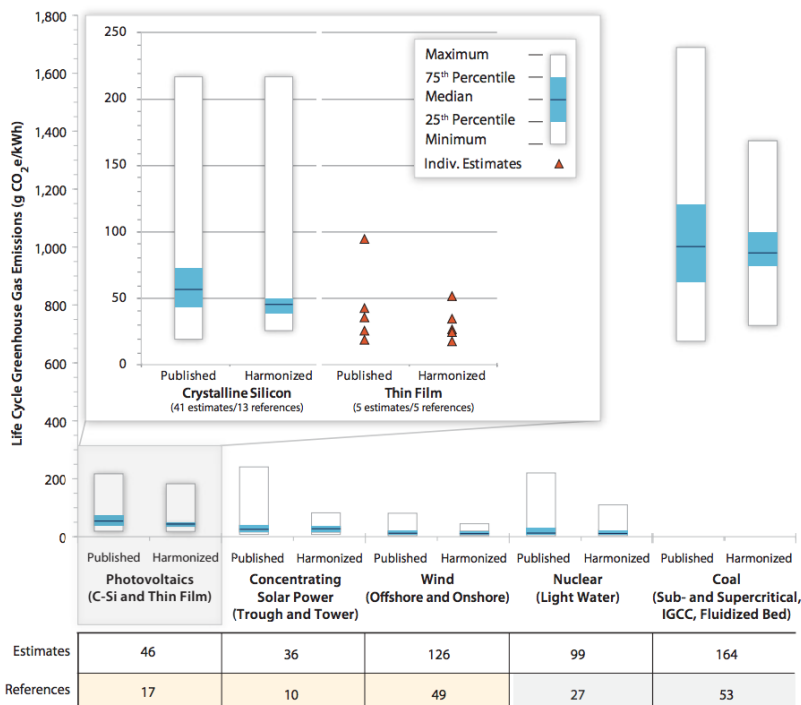 Life Cycle Greenhouse Gas Emissions (g CO2e/kWh)
1,800
1,600
1,400
1,200
1,000
800
600
400
200
0
250
200
150
100
50
0
Maximum
75th Percentile
Median
25th Percentile
Minimum
Indiv. Estimates
Published Harmonized Published Harmonized
Crystalline Silicon Thin Film
(41 estimates/13 references) (5 estimates/5 references)
Published Harmonized Published Harmonized Published Harmonized Published Harmonized Published Harmonized
Photovoltaics
(C-Si and Thin Film)
Concentrating
Solar Power
(Trough and Tower)
Wind
(Offshore and Onshore)
Nuclear
(Light Water)
Coal
(Sub- and Supercritical,
IGCC, Fluidized Bed)
Estimates 46 36 126 99 164
References 17 10 49 27 53